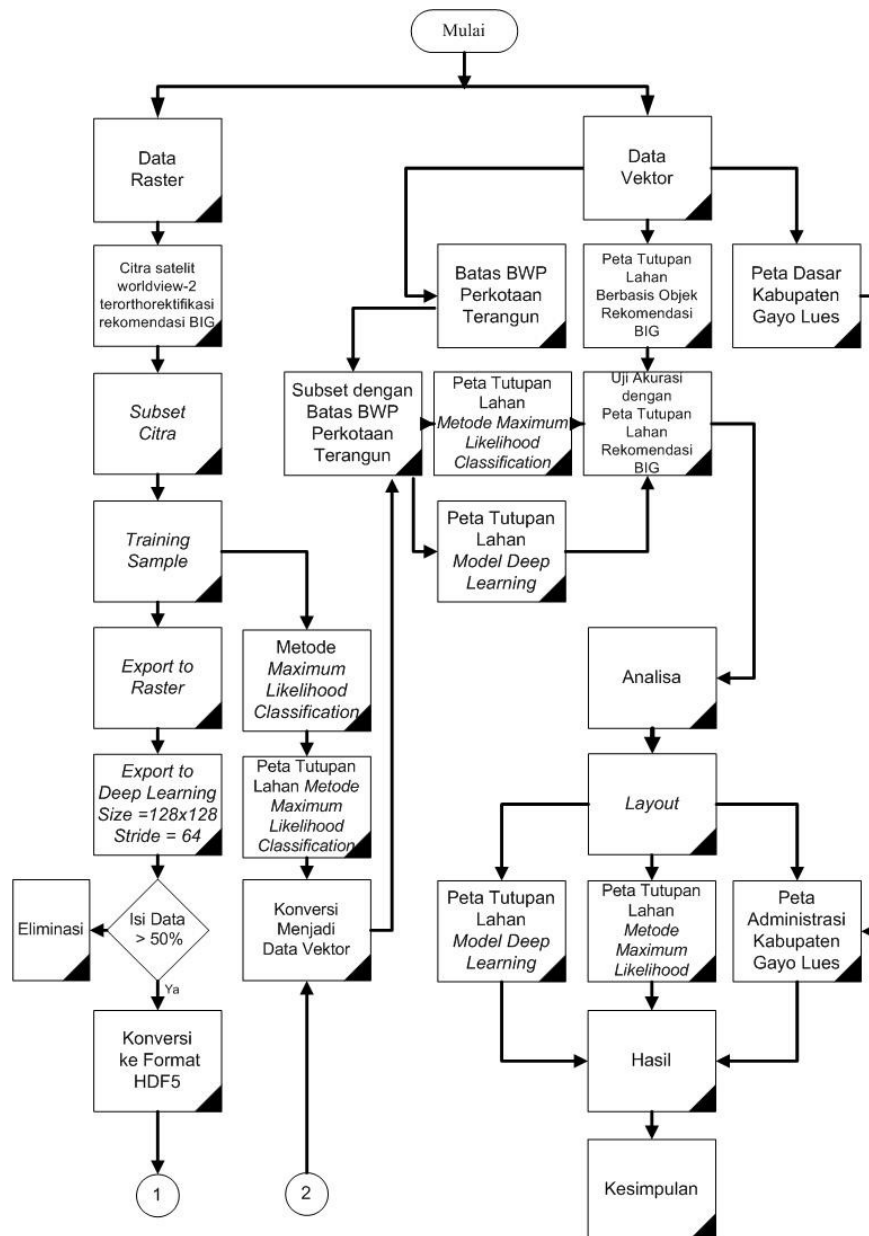 Mulai
Data
Raster
Data
Vektor
Citra satelit
worldview-2
terorthorektifikasi
rekomendasi BIG
Batas BWP
Perkotaan
Terangun
Peta Tutupan
Lahan
Berbasis Objek
Rekomendasi
BIG
Peta Dasar
Kabupaten
Gayo Lues
Subset
Citra
Subset dengan
Batas BWP
Perkotaan
Terangun
Peta Tutupan
Lahan
Metode Maximum
Likelihood
Classification
Uji Akurasi
dengan
Peta Tutupan
Lahan
Rekomendasi
BIG
Training
Sample
Peta Tutupan
Lahan
Model Deep
Learning
Export to
Raster
Metode
Maximum
Likelihood
Classification
Analisa
Export to
Deep Learning
Size =128x128
Stride = 64
Peta Tutupan
Lahan Metode
Maximum
Likelihood
Classification
Layout
Eliminasi
Isi Data
> 50%
Ya
Konversi
Menjadi
Data Vektor
Peta Tutupan
Lahan
Model Deep
Learning
Peta Tutupan
Lahan
Metode
Maximum
Likelihood
Peta
Administrasi
Kabupaten
Gayo Lues
Konversi
ke Format
HDF5
Hasil
1
2
Kesimpulan